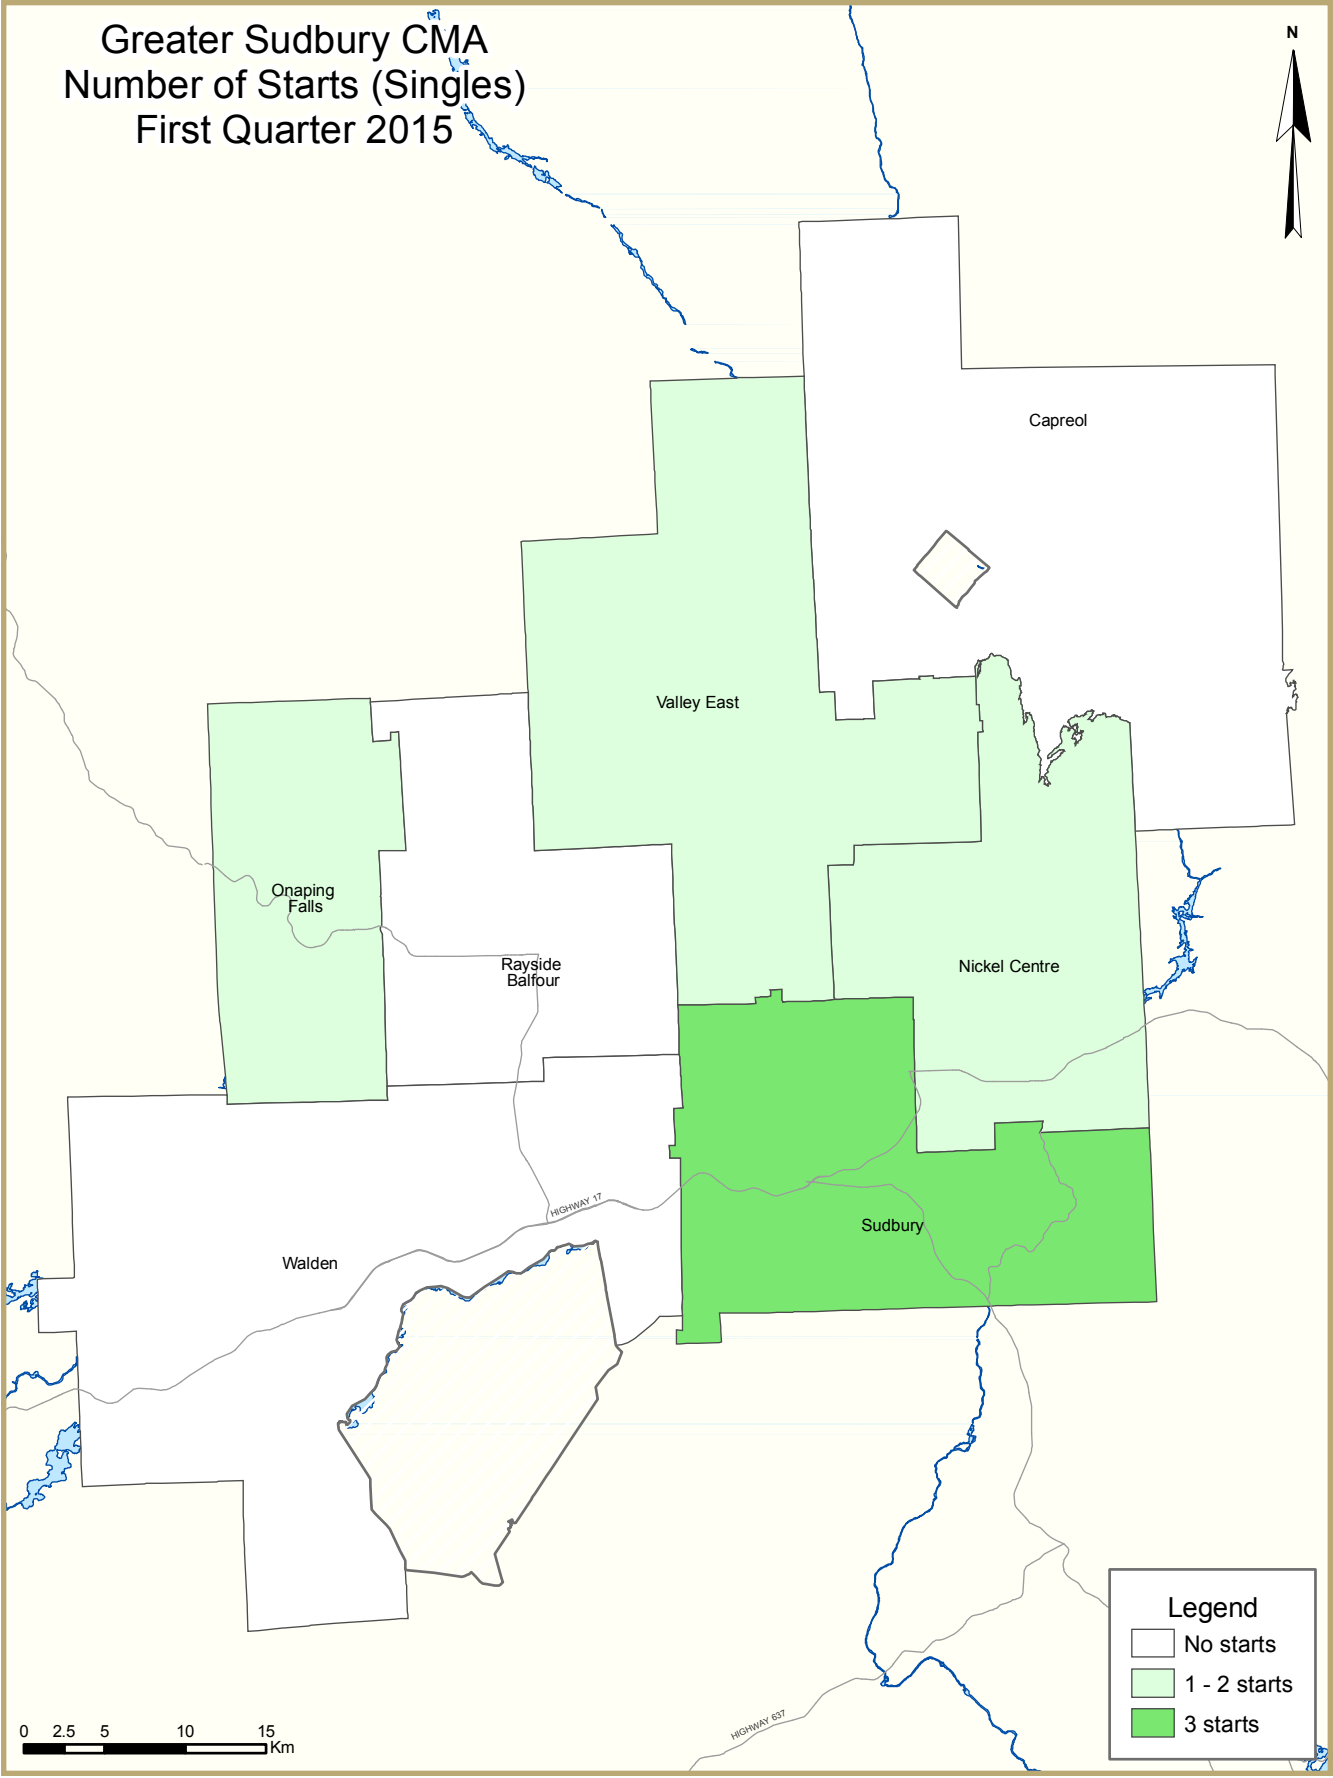 Greater Sudbury CMA
Number of Starts (Singles)
First Quarter 2015
N
Capreol
Valley East
Onaping
Falls
Rayside
Balfour
Nickel Centre
HIGHWAY 17
Sudbury
Walden
HIGHWAY 637
Legend
No starts
1 - 2 starts
3 starts
0 2.5 5 10 15
Km